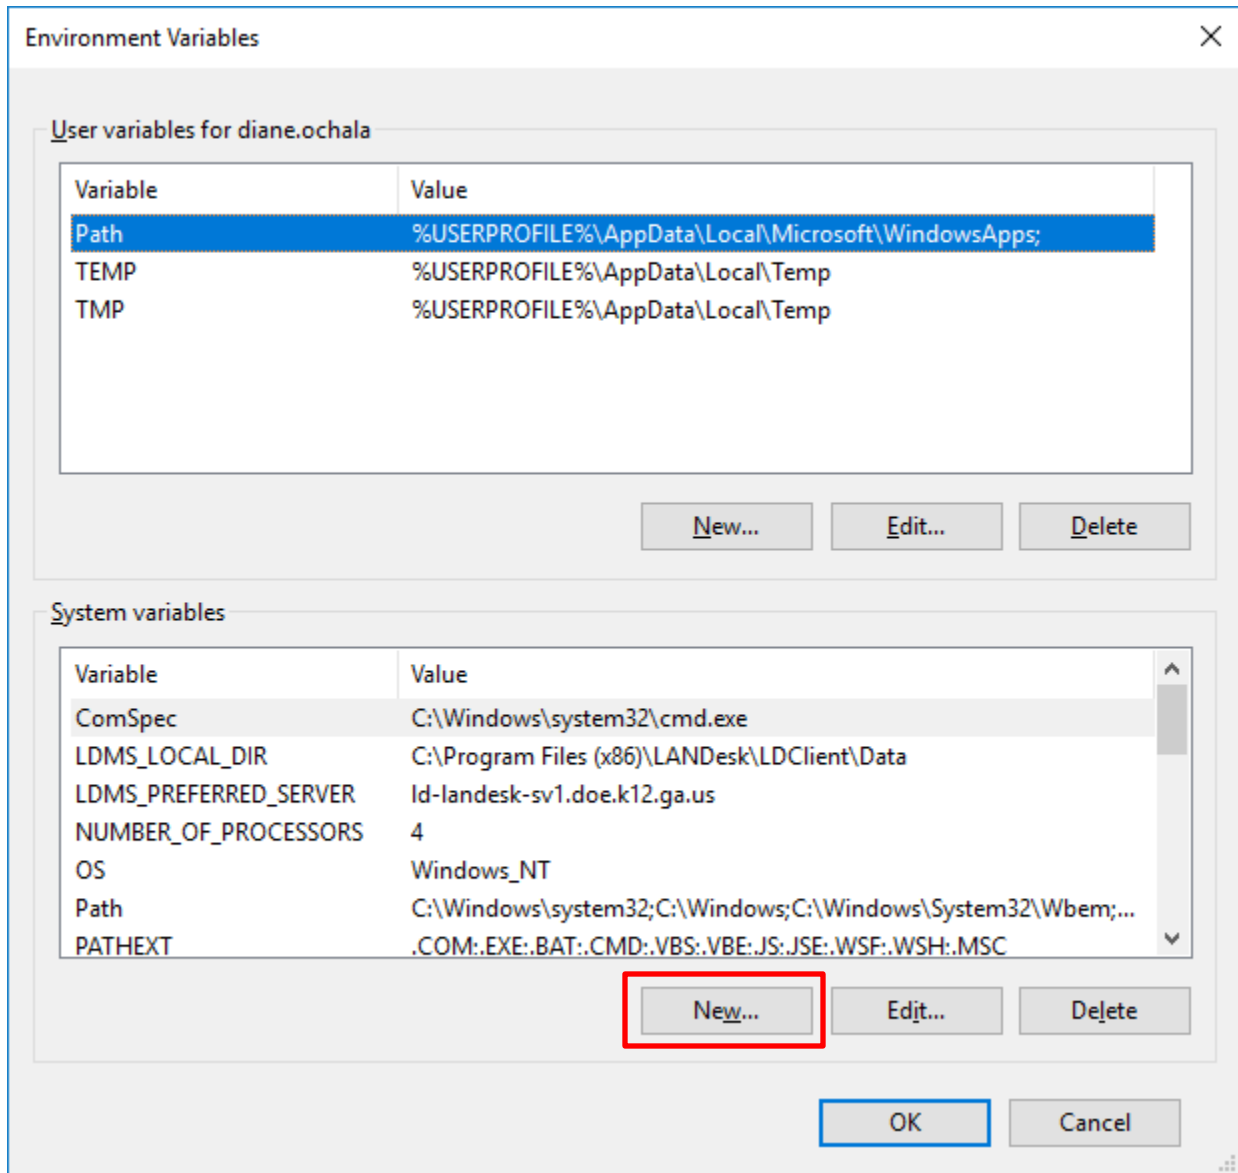 Environment Variables
User variables for diane.ochala
Variable Value
Path %USERPROFILE%\AppData\Local\Microsoft\WindowsApps;
TEMP %USERPROFILE%\AppData\Local\Temp
TMP %USERPROFILE%\AppData\Local\Temp
New... Edit... Delete
System variables
Variable Value
ComSpec C:\Windows\system32\cmd.exe
LDMS_LOCAL_DIR C:\Program Files (x86)\LANDesk\LDClient\Data
LDMS_PREFERRED_SERVER ld-landesk-sv1.doe.k12.ga.us
NUMBER_OF_PROCESSORS 4
OS Windows_NT
Path C:\Windows\system32;C:\Windows;C:\Windows\System32\Wbem;...
PATHEXT .COM;.EXE;.BAT;.CMD;.VBS;.VBE;.JS;.JSE;.WSF;.WSH;.MSC
New... Edit... Delete
OK Cancel